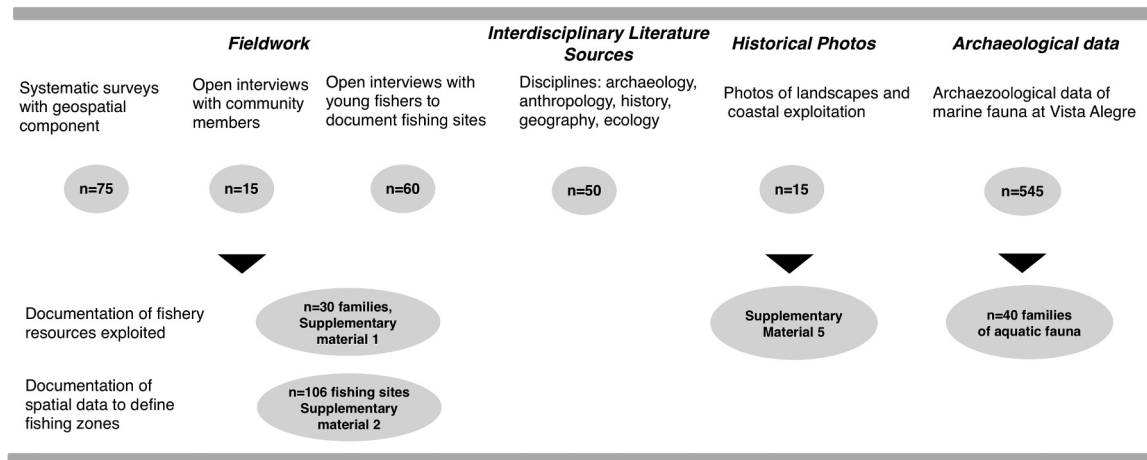 Fieldwork
Interdisciplinary Literature
Sources
Historical Photos
Archaeological data
Systematic surveys
with geospatial
component
Open interviews
with community
members
Open interviews with
young fishers to
document fishing sites
Disciplines: archaeology,
anthropology, history,
geography, ecology
Photos of landscapes and
coastal exploitation
Archaezoological data of
marine fauna at Vista Alegre
n=75
n=15
n=60
n=50
n=15
n=545
Documentation of fishery
resources exploited
n=30 families,
Supplementary
material 1
Supplementary
Material 5
n=40 families
of aquatic fauna
Documentation of
spatial data to define
fishing zones
n=106 fishing sites
Supplementary
material 2